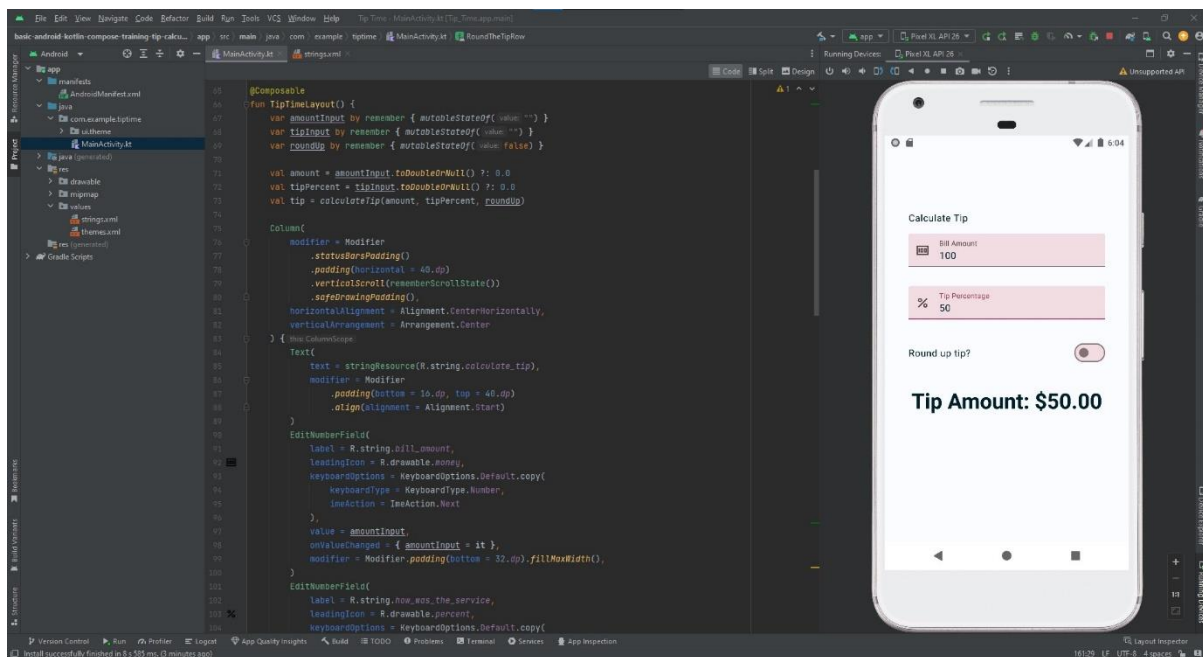 File Edit View Navigate Code Refactor Build Run Tools VCS Window Help Tip Time - MainActivity.kt [Tip_Time.app.main]
basic-android-kotlin-compose-training-tip-calcu... app src main java com example tiptime MainActivity.kt RoundTheTipRow
app Pixel XL API 26
Android
MainActivity.kt strings.xml
Running Devices: Pixel XL API 26
Code Split Design
Unsupported API
Resource Manager
Project
Bookmarks
Build Variants
Structure
app
manifests
AndroidManifest.xml
java
com.example.tiptime
ui.theme
MainActivity.kt
java (generated)
res
drawable
mipmap
values
strings.xml
themes.xml
res (generated)
Gradle Scripts
1
65 @Composable
66 fun TipTimeLayout() {
67 var amountInput by remember { mutableStateOf( value: "") }
68 var tipInput by remember { mutableStateOf( value: "") }
69 var roundUp by remember { mutableStateOf( value: false) }
70
71 val amount = amountInput.toDoubleOrNull() ?: 0.0
72 val tipPercent = tipInput.toDoubleOrNull() ?: 0.0
73 val tip = calculateTip(amount, tipPercent, roundUp)
74
75 Column(
76 modifier = Modifier
77 .statusBarsPadding()
78 .padding(horizontal = 40.dp)
79 .verticalScroll(rememberScrollState())
80 .safeDrawingPadding(),
81 horizontalAlignment = Alignment.CenterHorizontally,
82 verticalArrangement = Arrangement.Center
83 ) { this: ColumnScope
84 Text(
85 text = stringResource(R.string.calculate_tip),
86 modifier = Modifier
87 .padding(bottom = 16.dp, top = 40.dp)
88 .align(alignment = Alignment.Start)
89 )
90 EditNumberField(
91 label = R.string.bill_amount,
92 leadingIcon = R.drawable.money,
93 keyboardOptions = KeyboardOptions.Default.copy(
94 keyboardType = KeyboardType.Number,
95 imeAction = ImeAction.Next
96 ),
97 value = amountInput,
98 onValueChanged = { amountInput = it },
99 modifier = Modifier.padding(bottom = 32.dp).fillMaxWidth(),
100 )
101 EditNumberField(
102 label = R.string.how_was_the_service,
103 leadingIcon = R.drawable.percent,
104 keyboardOptions = KeyboardOptions.Default.copy(
6:04
Calculate Tip
Bill Amount
100
Tip Percentage
% 50
Round up tip?
Tip Amount: $50.00
1:1
Version Control Run Profiler Logcat App Quality Insights Build TODO Problems Terminal Services App Inspection Layout Inspector
Install successfully finished in 8 s 585 ms. (3 minutes ago) 161:29 LF UTF-8 4 spaces